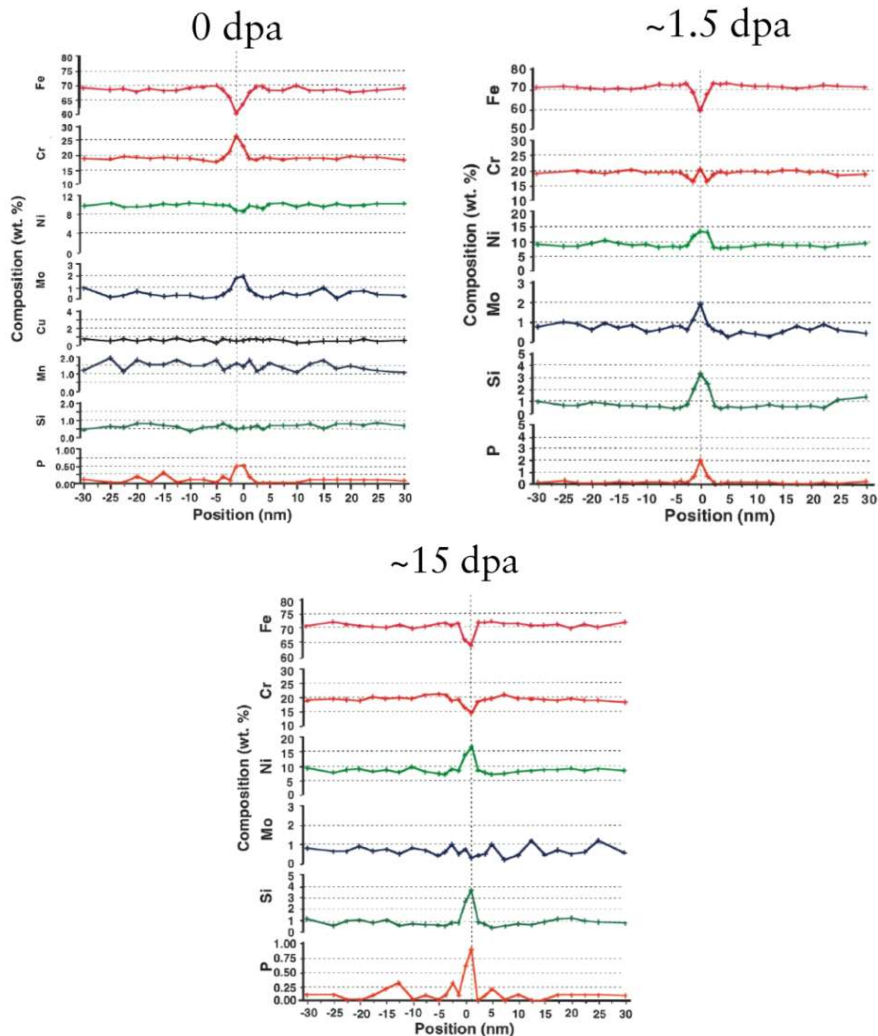 0 dpa
Composition (wt. %)
Fe
80
75
70
65
60
Cr
30
25
20
15
10
Ni
12
8
4
0
Mo
3
2
1
0
Cu
4
3
2
1
0
Mn
2.0
1.0
0.0
Si
2.0
1.0
0.0
P
1.00
0.50
0.00
-30 -25 -20 -15 -10 -5 0 5 10 15 20 25 30
Position (nm)
~1.5 dpa
Composition (wt. %)
Fe
80
70
60
50
Cr
30
25
20
15
10
Ni
20
15
10
5
0
Mo
3
2
1
0
Si
5
4
3
2
1
0
P
5
4
3
2
1
0
-30 -25 -20 -15 -10 -5 0 5 10 15 20 25 30
Position (nm)
~15 dpa
Composition (wt. %)
Fe
80
75
70
65
60
Cr
30
25
20
15
10
Ni
20
15
10
5
0
Mo
3
2
1
0
Si
5
4
3
2
1
0
P
1.00
0.75
0.50
0.25
0.00
-30 -25 -20 -15 -10 -5 0 5 10 15 20 25 30
Position (nm)